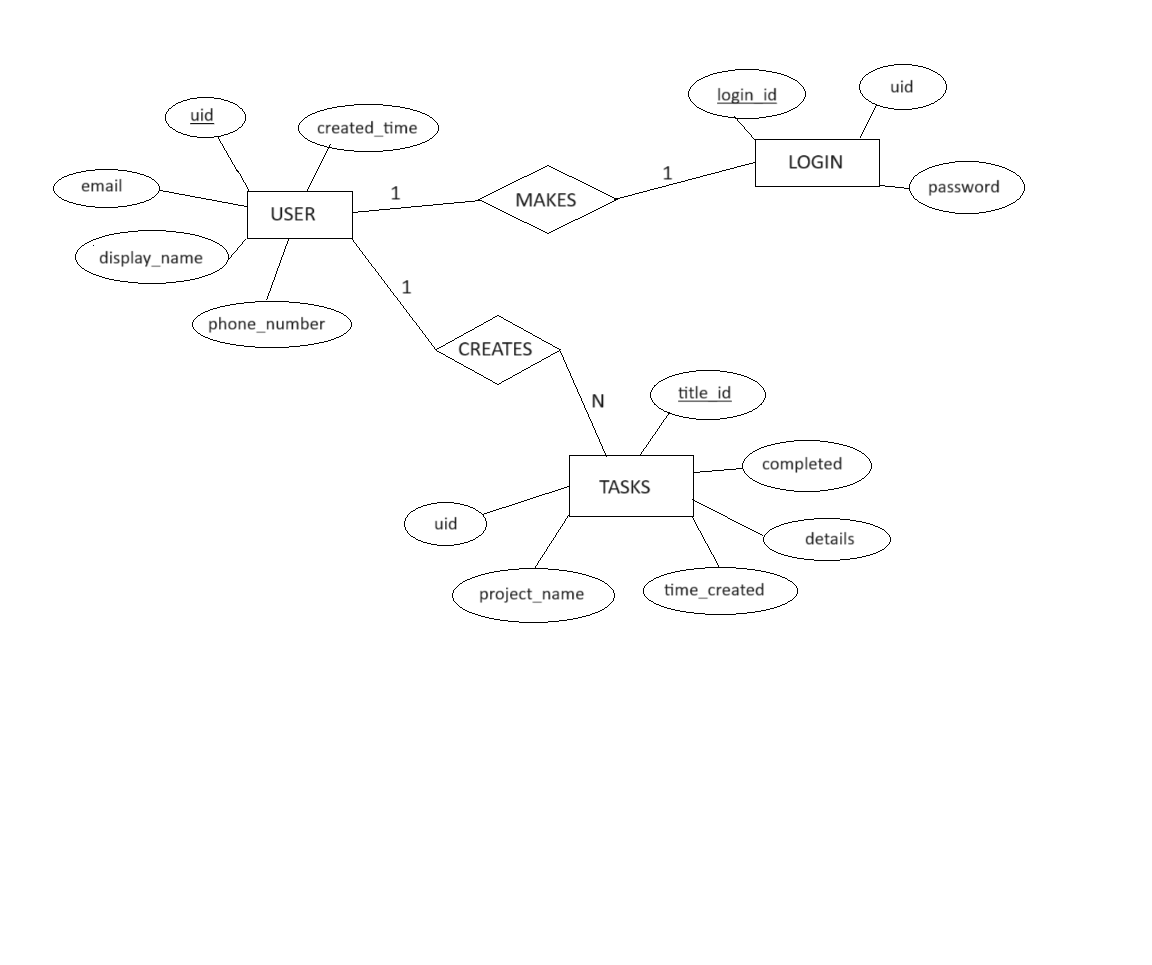 uid
login_id
uid
created_time
LOGIN
1
email
password
1
MAKES
USER
display_name
1
phone_number
CREATES
title_id
N
completed
TASKS
uid
details
project_name
time_created